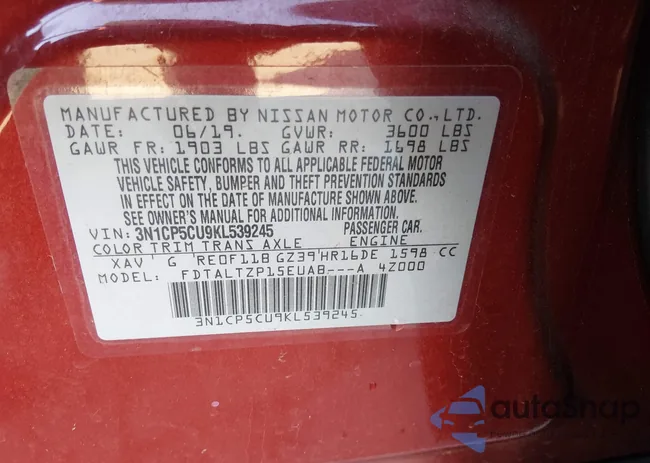 MANUFACTURED BY NISSAN MOTOR CO.,LTD.
DATE: 06/19. GVWR: 3600 LBS
GAWR FR: 1903 LBS GAWR RR: 1698 LBS
THIS VEHICLE CONFORMS TO ALL APPLICABLE FEDERAL MOTOR
VEHICLE SAFETY, BUMPER AND THEFT PREVENTION STANDARDS
IN EFFECT ON THE DATE OF MANUFACTURE SHOWN ABOVE.
SEE OWNER'S MANUAL FOR ADDITIONAL INFORMATION
VIN: 3N1CP5CU9KL539245 PASSENGER CAR.
COLOR TRIM TRANS AXLE ENGINE
XAV ' G 'RE0F11B GZ39'HR16DE 1598 CC
FDTALTZP15EUA8---A 4Z000
3N1CP5CU9KL539245
autosnap